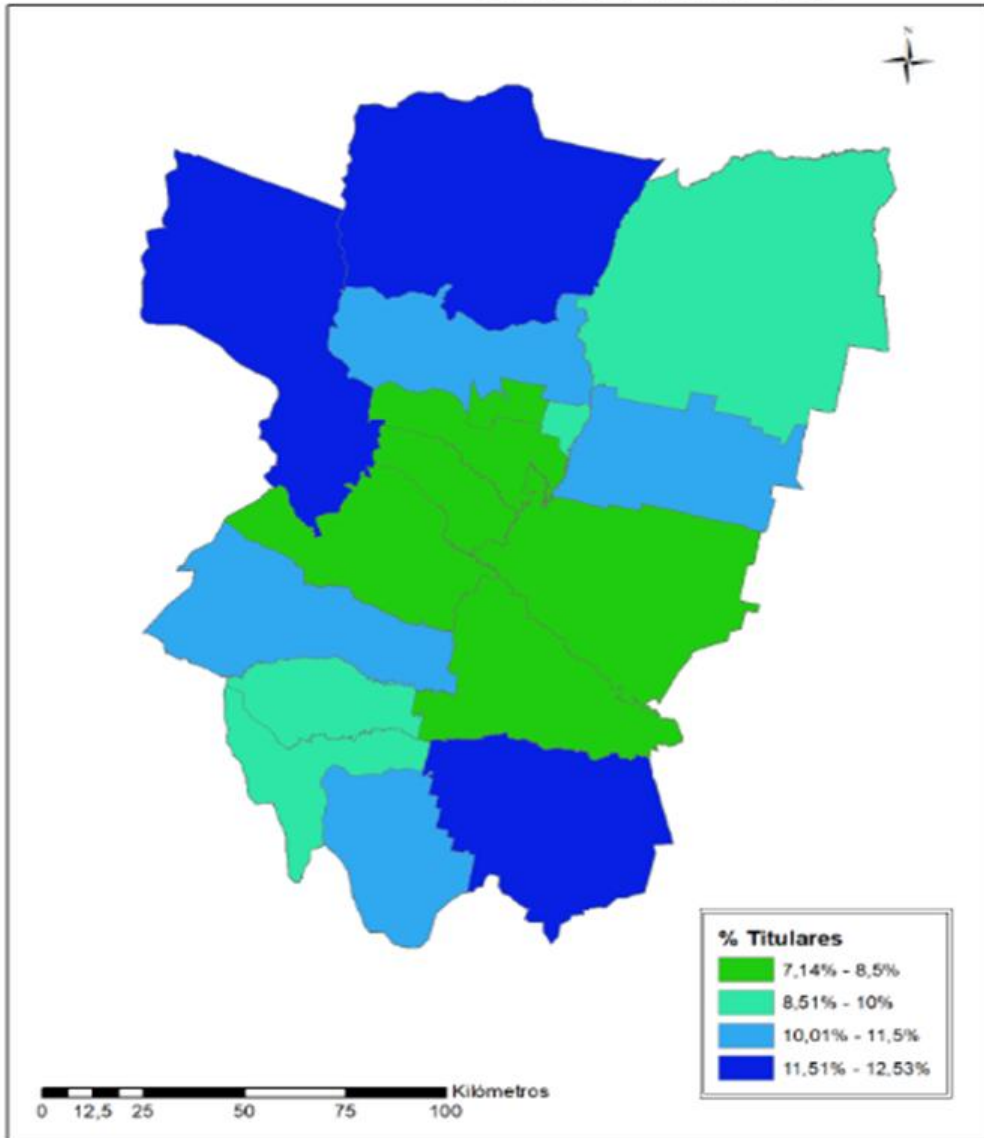 N
% Titulares
7,14% - 8,5%
8,51% - 10%
10,01% - 11,5%
11,51% - 12,53%
Kilómetros
0 12,5 25 50 75 100